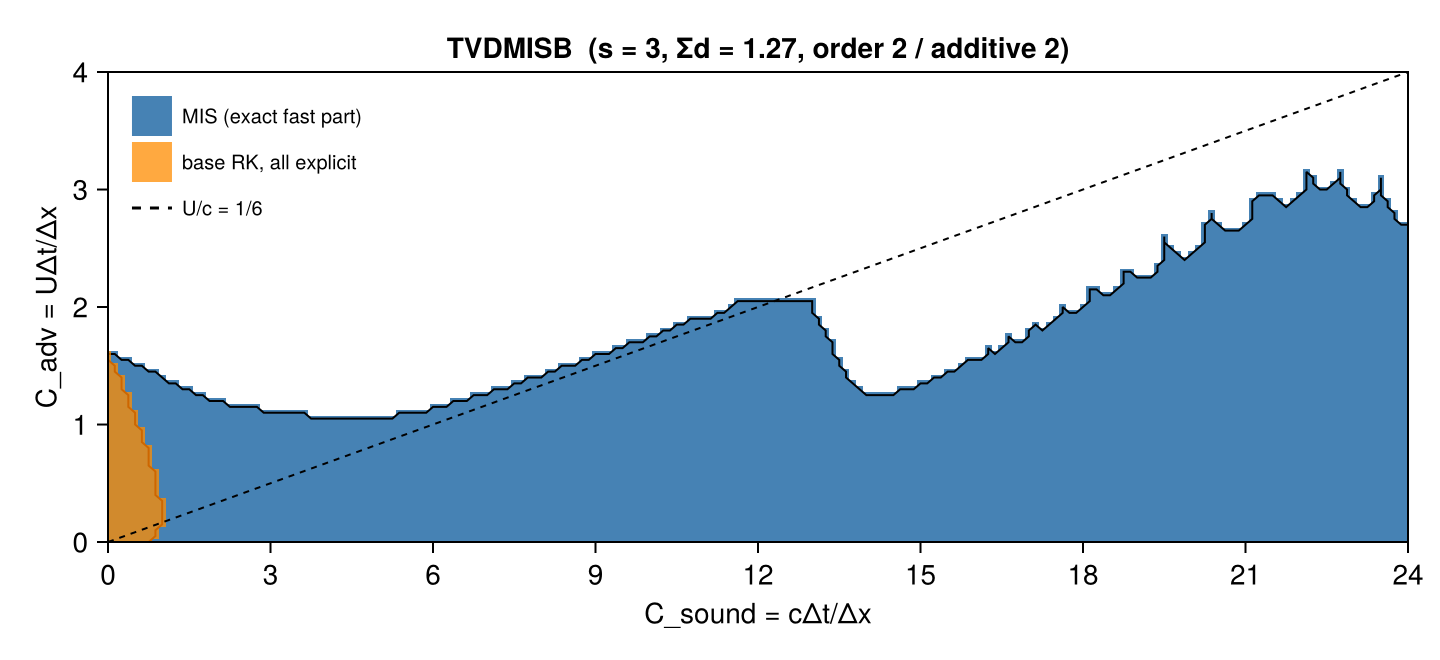 TVDMISB (s = 3, Σd = 1.27, order 2 / additive 2)
MIS (exact fast part)
base RK, all explicit
U/c = 1/6
C_adv = UΔt/Δx
4
3
2
1
0
0 3 6 9 12 15 18 21 24
C_sound = cΔt/Δx